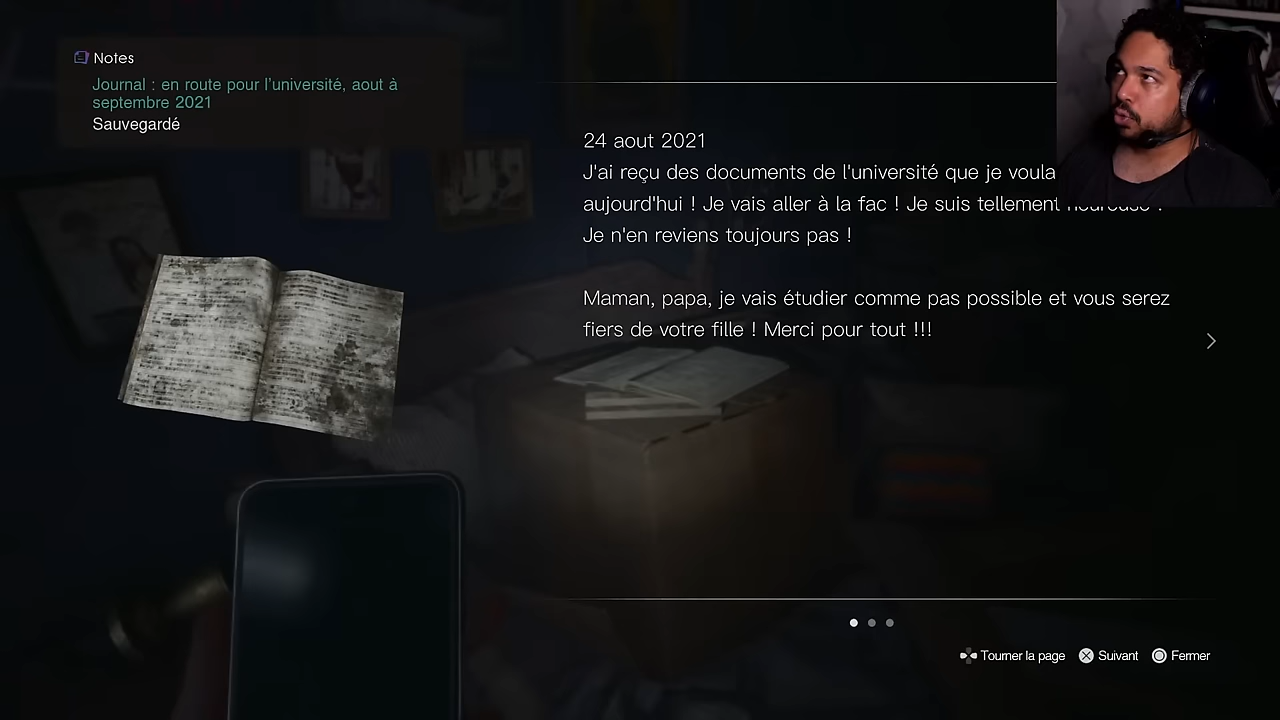 Notes
Journal : en route pour l'université, aout à
septembre 2021
Sauvegardé
24 aout 2021
J'ai reçu des documents de l'université que je voula
aujourd'hui ! Je vais aller à la fac ! Je suis tellement
Je n'en reviens toujours pas !
Maman, papa, je vais étudier comme pas possible et vous serez
fiers de votre fille ! Merci pour tout !!!
Tourner la page
Suivant
Fermer